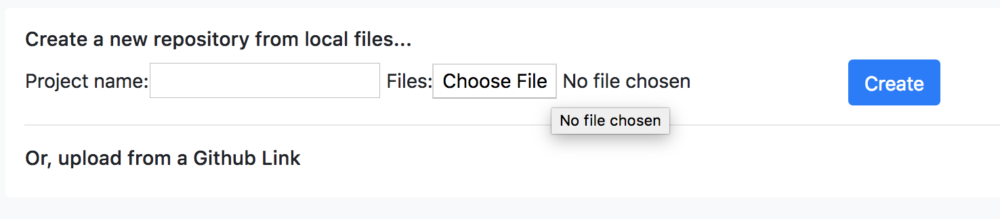 Create a new repository from local files...
Project name: Files: Choose File No file chosen Create
No file chosen
Or, upload from a Github Link